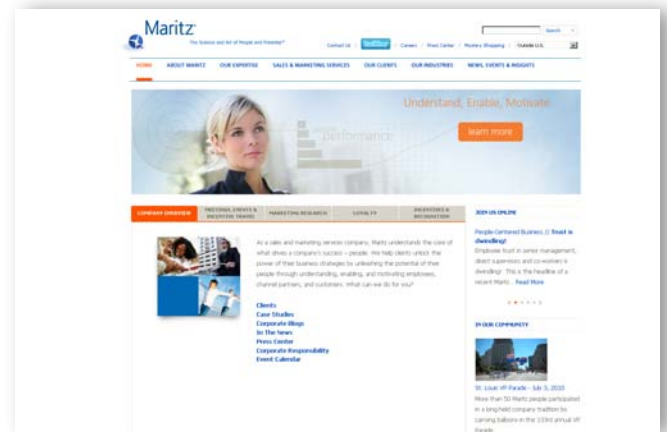 Maritz
The Science and Art of People and Potential®
Search
Contact Us / / Careers / Press Center / Mystery Shopping / Outside U.S.
HOME ABOUT MARITZ OUR EXPERTISE SALES & MARKETING SERVICES OUR CLIENTS OUR INDUSTRIES NEWS, EVENTS & INSIGHTS
Understand, Enable, Motivate
performance
learn more
COMPANY OVERVIEW
MEETINGS, EVENTS &
INCENTIVE TRAVEL
MARKETING RESEARCH
LOYALTY
INCENTIVES &
RECOGNITION
As a sales and marketing services company, Maritz understands the core of
what drives a company's success – people. We help clients unlock the
power of their business strategies by unleashing the potential of their
people through understanding, enabling, and motivating employees,
channel partners, and customers. What can we do for you?
Clients
Case Studies
Corporate Blogs
In The News
Press Center
Corporate Responsibility
Event Calendar
JOIN US ONLINE
People-Centered Business // Trust is
dwindling!
Employee trust in senior management,
direct supervisors and co-workers is
dwindling! This is the headline of a
recent Maritz... Read More
IN OUR COMMUNITY
St. Louis VP Parade - July 3, 2010
More than 50 Maritz people participated
in a long held company tradition by
carrying balloons in the 133rd annual VP
Parade.